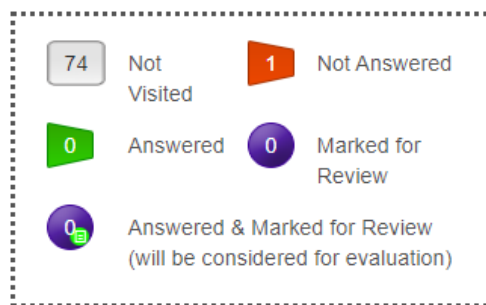 74 Not Visited
1 Not Answered
0 Answered
0 Marked for Review
0 Answered & Marked for Review
(will be considered for evaluation)